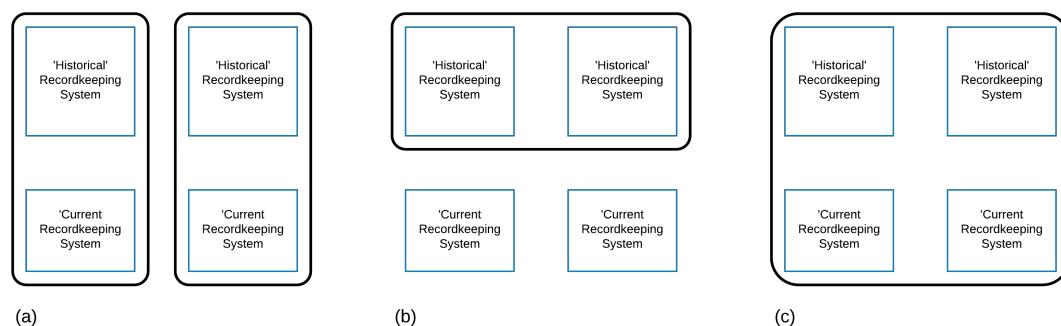 'Historical'
Recordkeeping
System
'Historical'
Recordkeeping
System
'Current
Recordkeeping
System
'Current
Recordkeeping
System
(a)
'Historical'
Recordkeeping
System
'Historical'
Recordkeeping
System
'Current
Recordkeeping
System
'Current
Recordkeeping
System
(b)
'Historical'
Recordkeeping
System
'Historical'
Recordkeeping
System
'Current
Recordkeeping
System
'Current
Recordkeeping
System
(c)